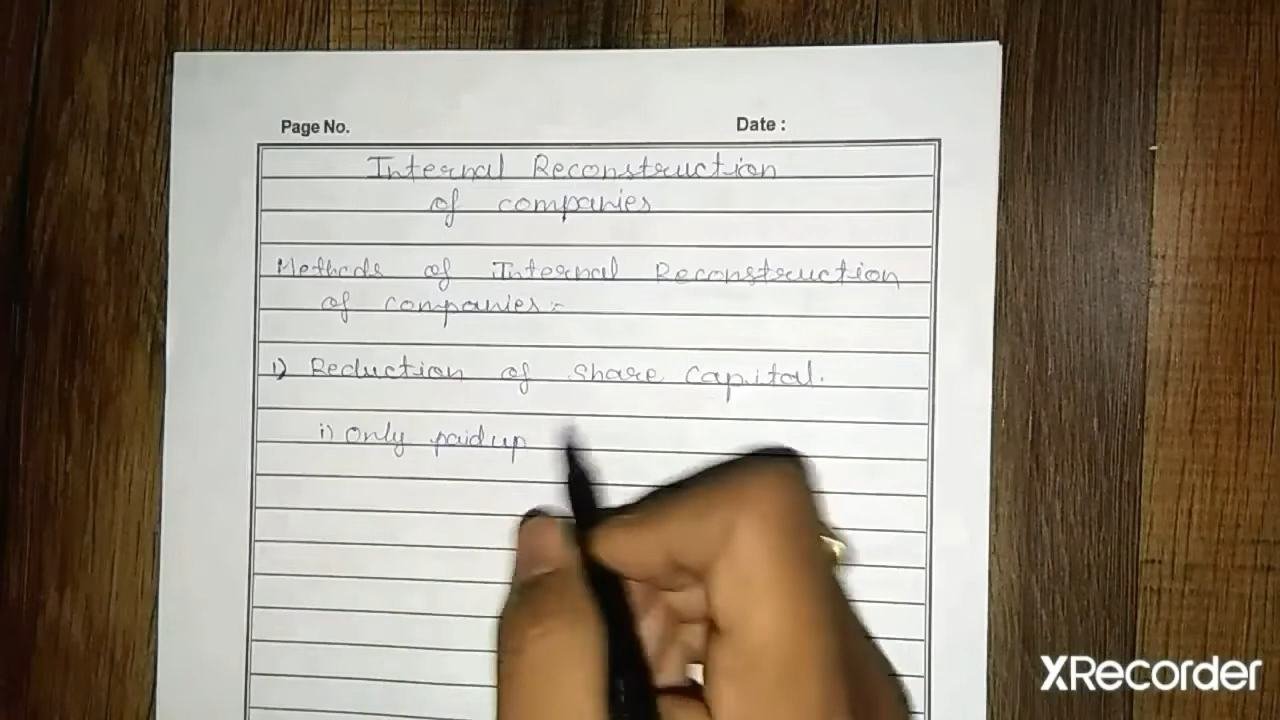 Page No.
Date :
Internal Reconstruction
of companies
Methods of Internal Reconstruction
of companies :-
1) Reduction of share capital.
i) Only paid up
XRecorder